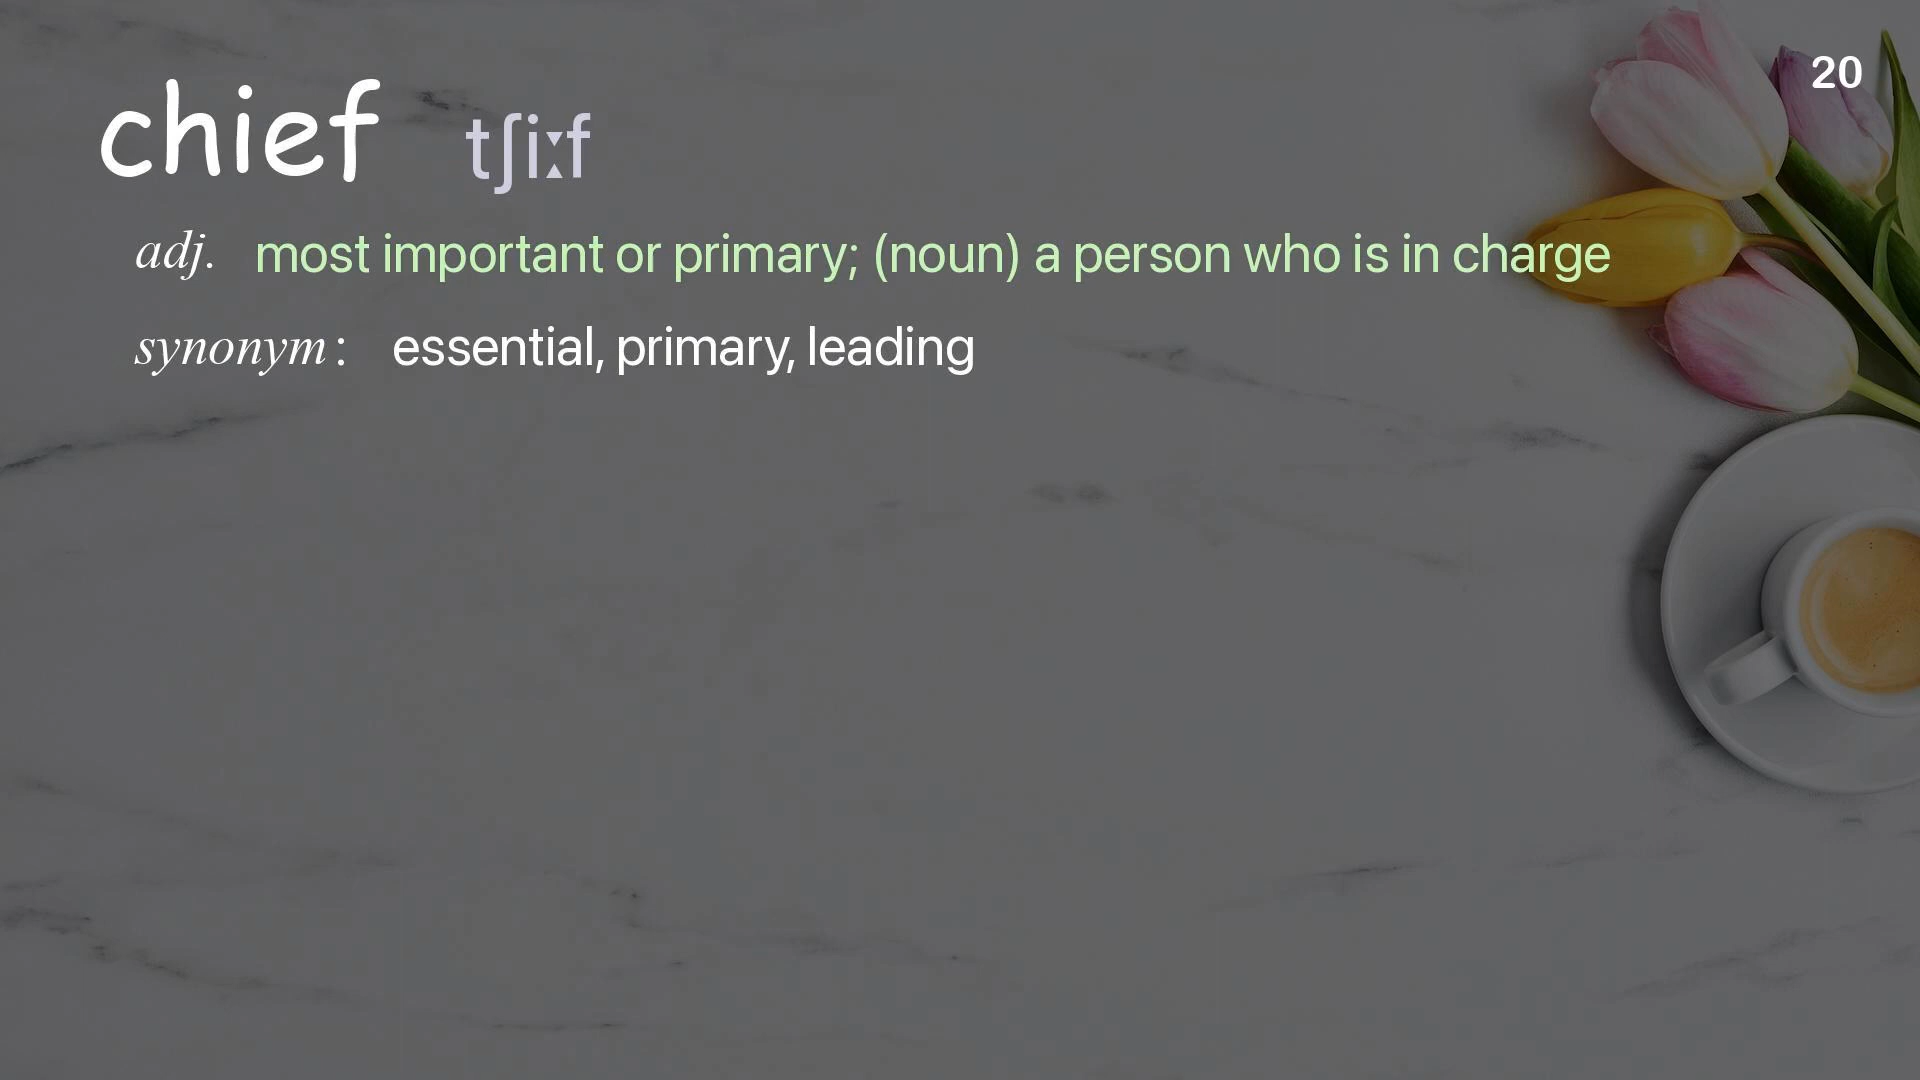 20
chief tʃiːf
adj. most important or primary; (noun) a person who is in charge
synonym: essential, primary, leading